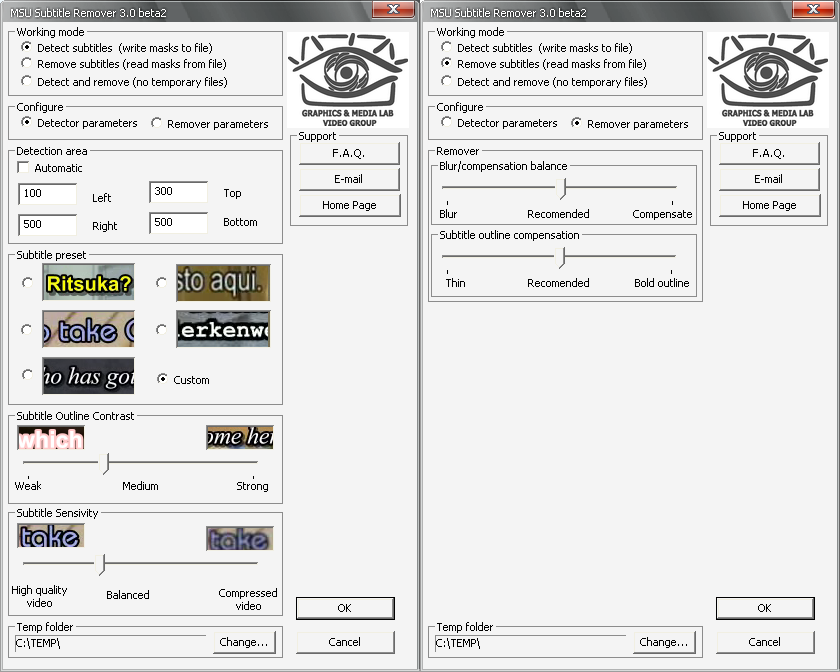 MSU Subtitle Remover 3.0 beta2
Working mode
Detect subtitles (write masks to file)
Remove subtitles (read masks from file)
Detect and remove (no temporary files)
Configure
Detector parameters
Remover parameters
GRAPHICS & MEDIA LAB
VIDEO GROUP
Support
F.A.Q.
E-mail
Home Page
Detection area
Automatic
100 Left 300 Top
500 Right 500 Bottom
Subtitle preset
Ritsuka?
sto aqui.
o take
erkenwe
ho has got
Custom
Subtitle Outline Contrast
which
ome her
Weak Medium Strong
Subtitle Sensivity
take
take
High quality video
Balanced
Compressed video
Temp folder
C:\TEMP\
Change...
OK
Cancel
MSU Subtitle Remover 3.0 beta2
Working mode
Detect subtitles (write masks to file)
Remove subtitles (read masks from file)
Detect and remove (no temporary files)
Configure
Detector parameters
Remover parameters
GRAPHICS & MEDIA LAB
VIDEO GROUP
Support
F.A.Q.
E-mail
Home Page
Remover
Blur/compensation balance
Blur Recomended Compensate
Subtitle outline compensation
Thin Recomended Bold outline
Temp folder
C:\TEMP\
Change...
OK
Cancel